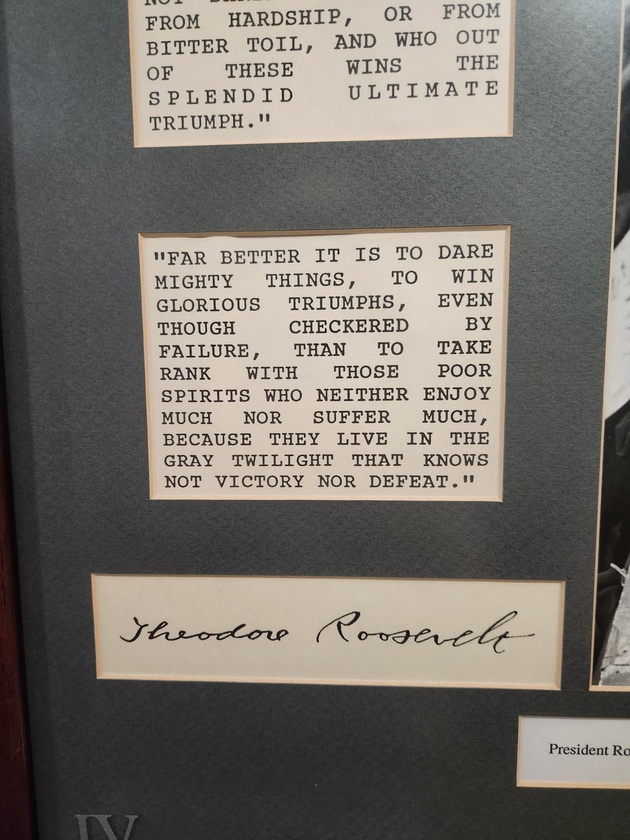 FROM HARDSHIP, OR FROM
BITTER TOIL, AND WHO OUT
OF THESE WINS THE
SPLENDID ULTIMATE
TRIUMPH."
"FAR BETTER IT IS TO DARE
MIGHTY THINGS, TO WIN
GLORIOUS TRIUMPHS, EVEN
THOUGH CHECKERED BY
FAILURE, THAN TO TAKE
RANK WITH THOSE POOR
SPIRITS WHO NEITHER ENJOY
MUCH NOR SUFFER MUCH,
BECAUSE THEY LIVE IN THE
GRAY TWILIGHT THAT KNOWS
NOT VICTORY NOR DEFEAT."
Theodore Roosevelt
President Ro
IV